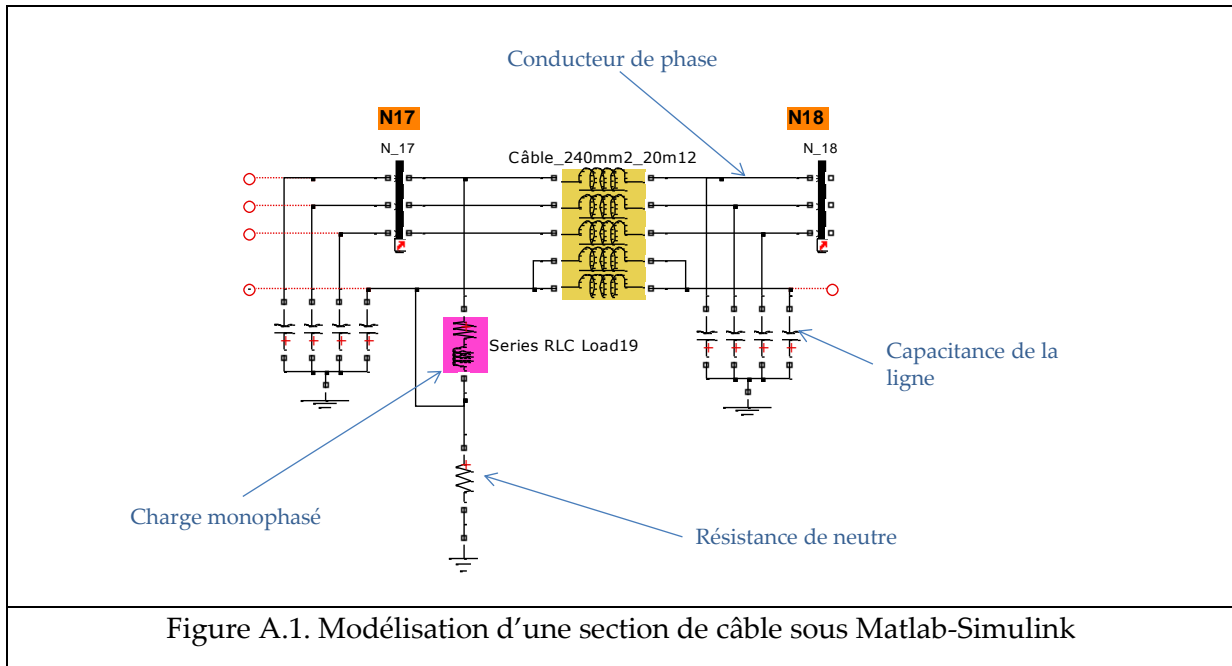 Conducteur de phase
N17
N18
N_17
N_18
Câble_240mm2_20m12
Series RLC Load19
Capacitance de la
ligne
Charge monophasé
Résistance de neutre
Figure A.1. Modélisation d'une section de câble sous Matlab-Simulink